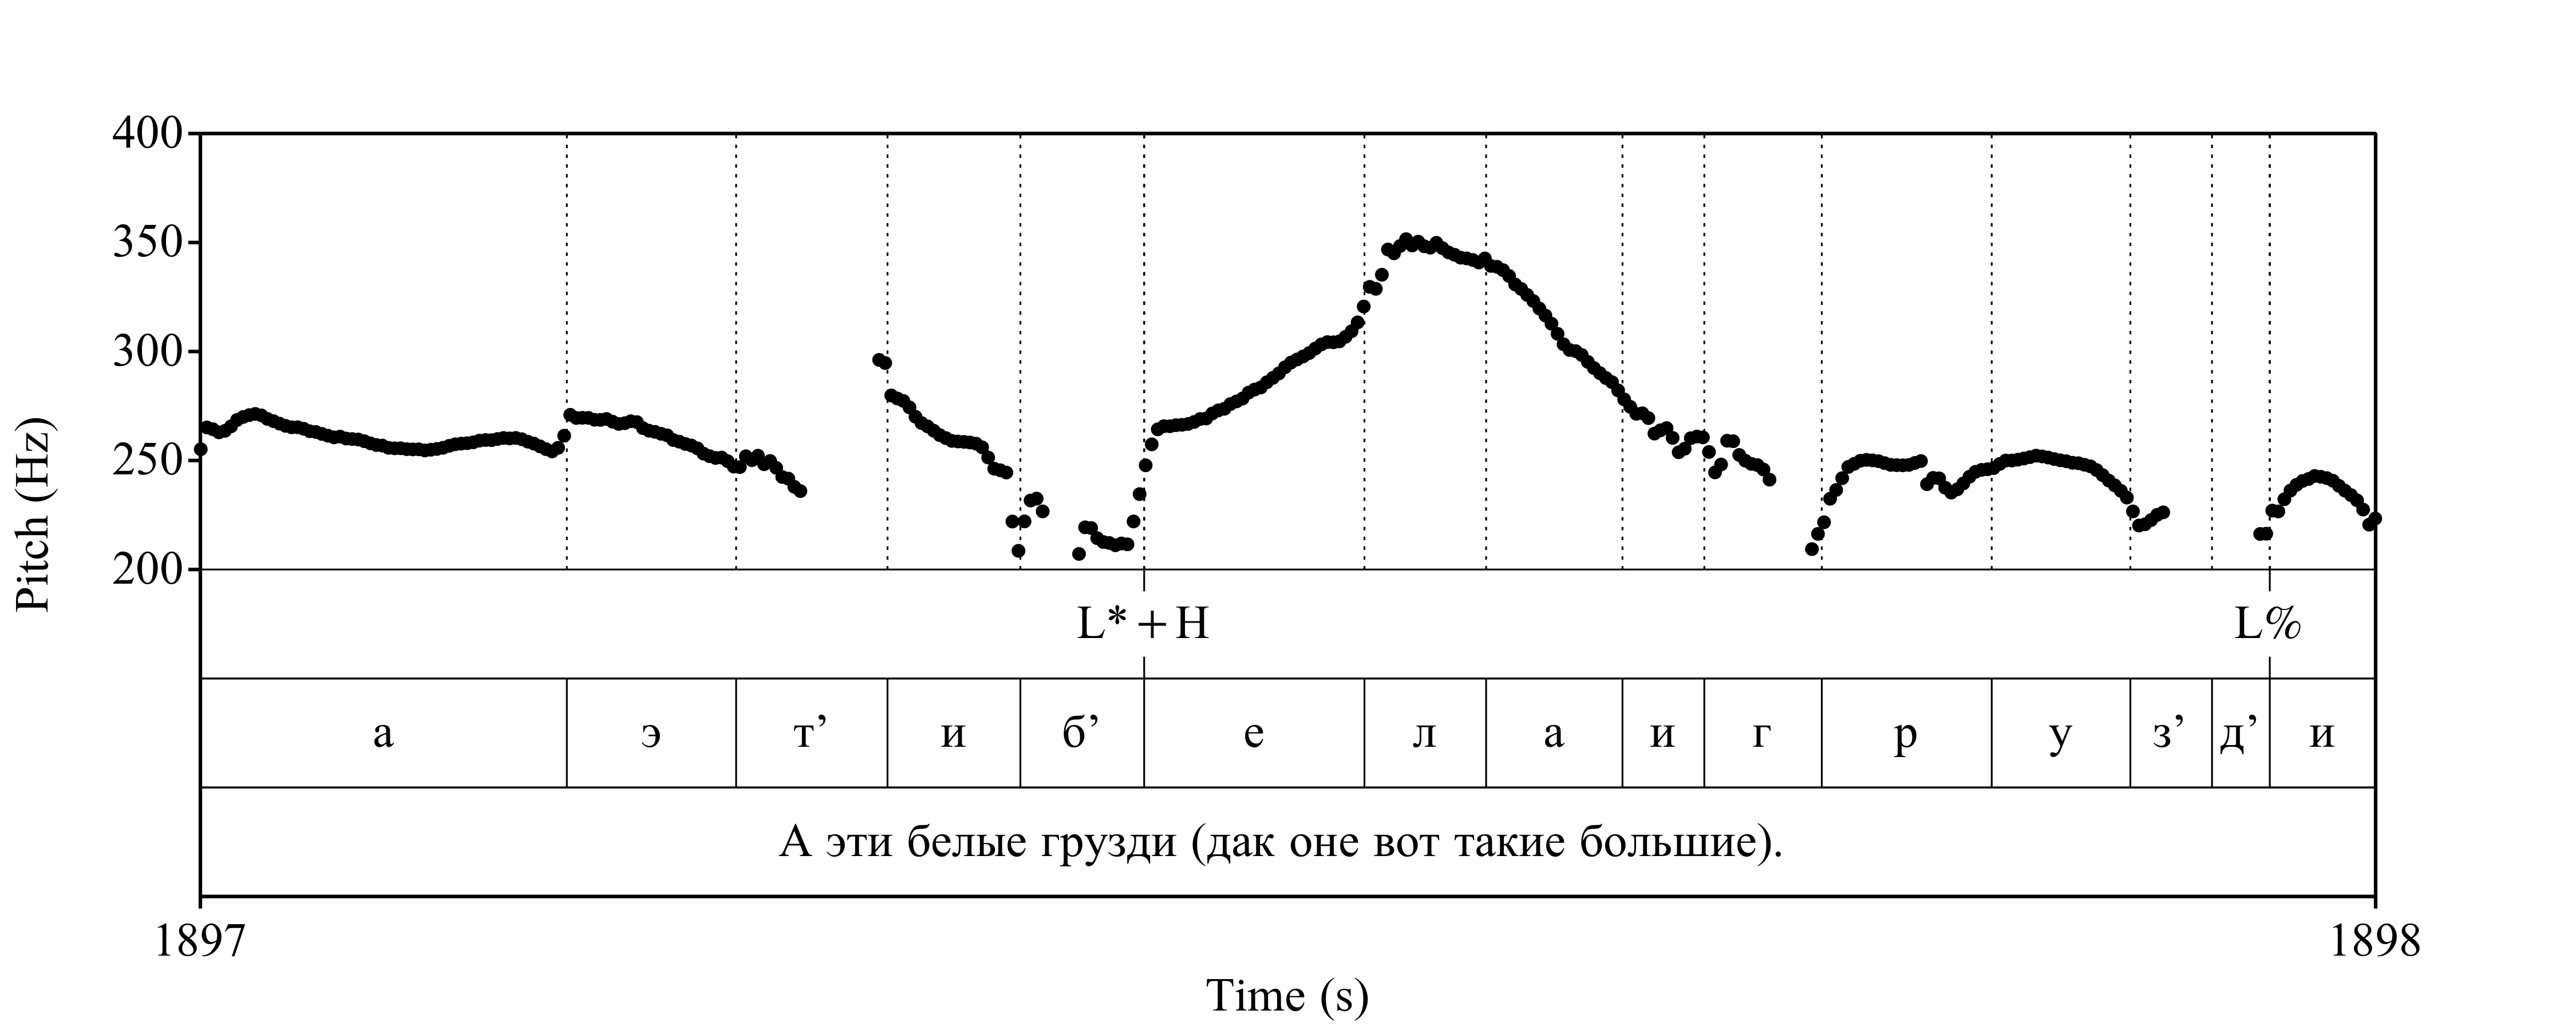 400
350
300
250
200
Pitch (Hz)
L* + H L%
а э т’ и б’ е л а и г р у з’ д’ и
А эти белые грузди (дак оне вот такие большие).
1897 1898
Time (s)